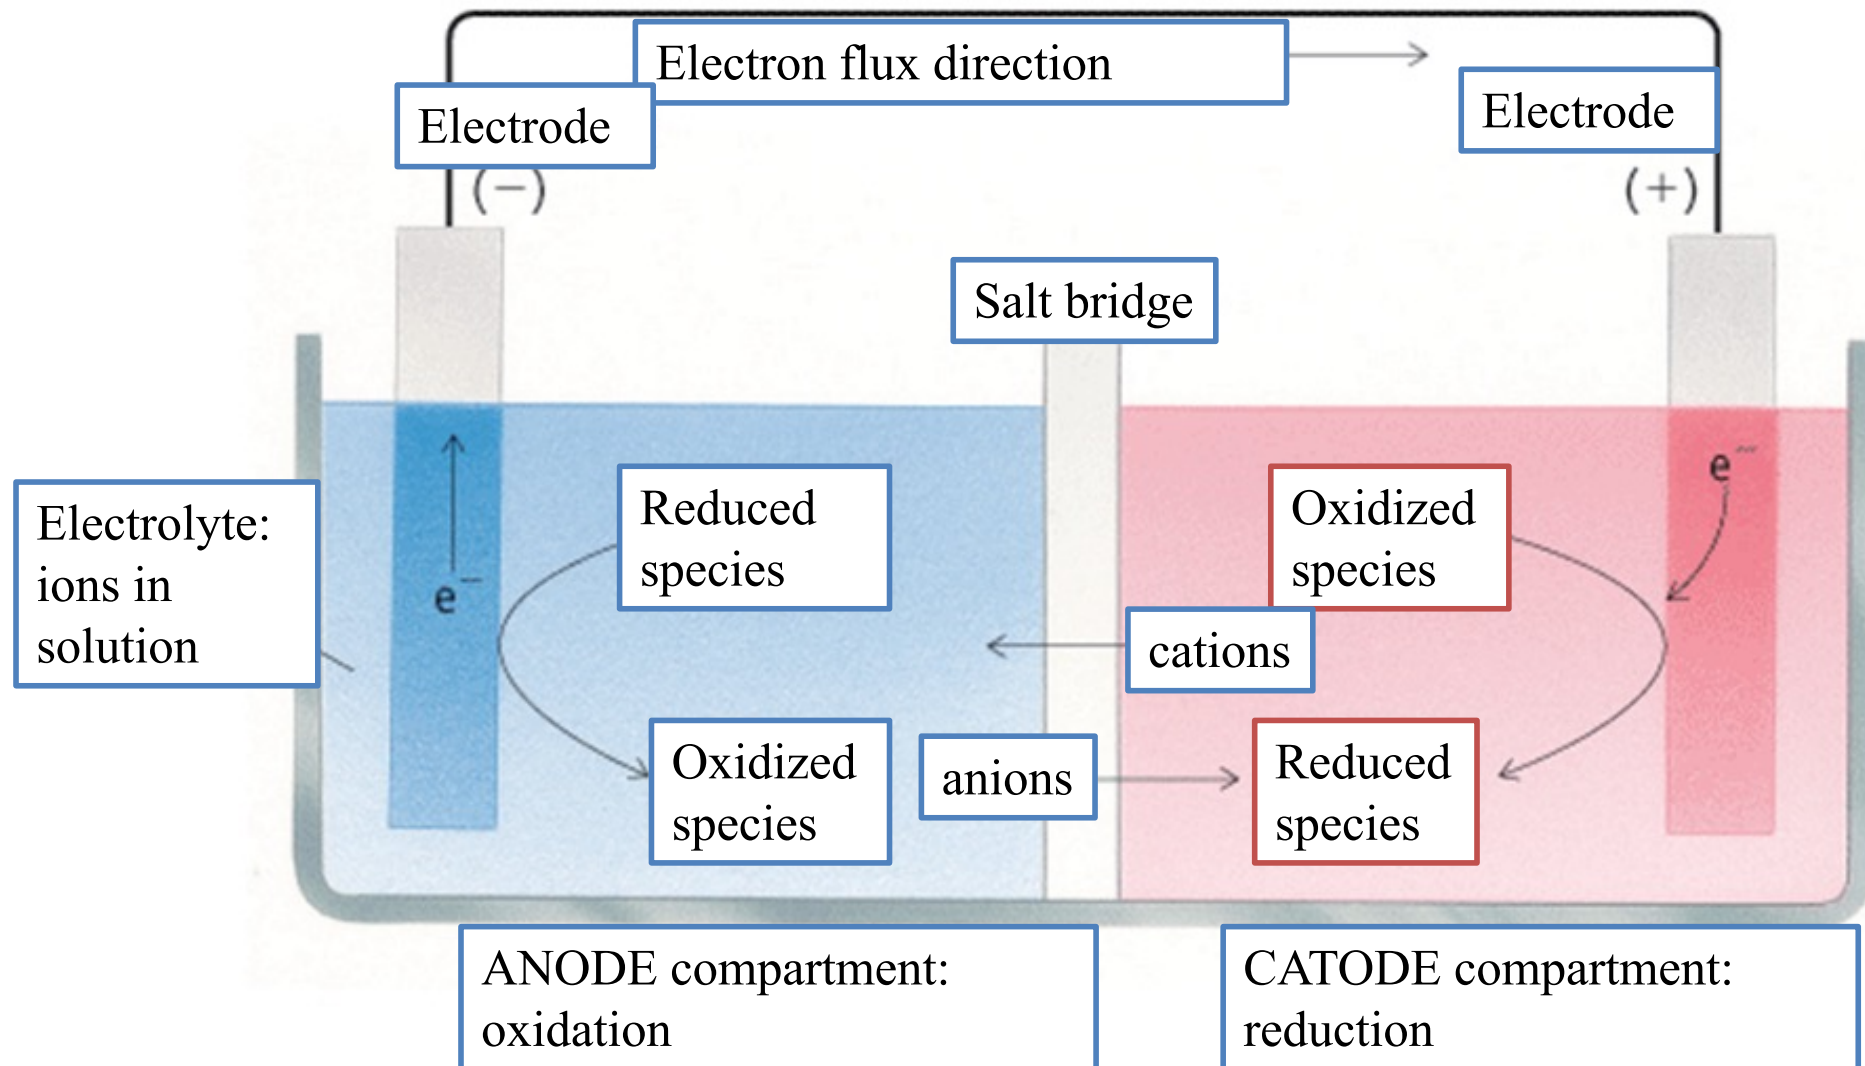 Electron flux direction
Electrode
Electrode
(−)
(+)
Salt bridge
Electrolyte:
ions in
solution
e⁻
Reduced
species
Oxidized
species
e⁻
cations
Oxidized
species
anions
Reduced
species
ANODE compartment:
oxidation
CATODE compartment:
reduction